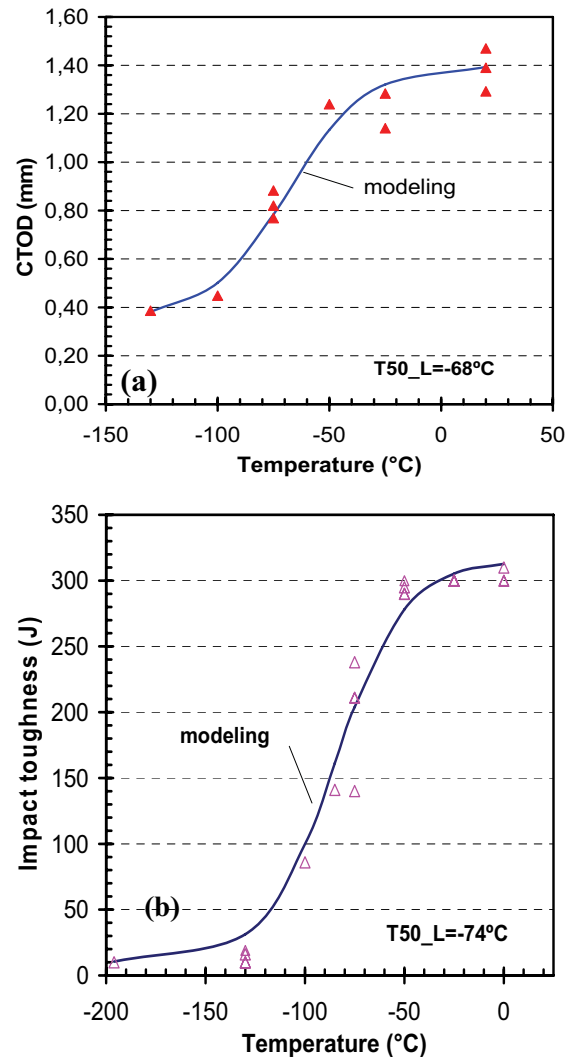 1,60
1,40
1,20
1,00
0,80
0,60
0,40
0,20
0,00
CTOD (mm)
modeling
T50_L=-68ºC
(a)
-150 -100 -50 0 50
Temperature (°C)
350
300
250
200
150
100
50
0
Impact toughness (J)
modeling
(b)
T50_L=-74ºC
-200 -150 -100 -50 0
Temperature (°C)